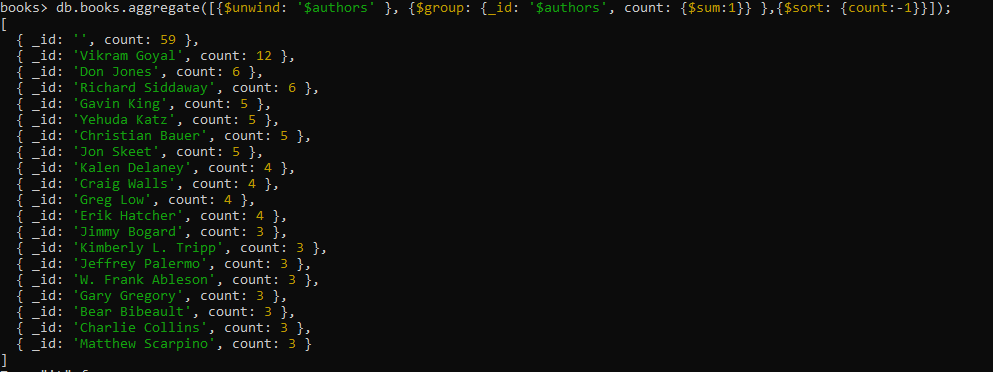 books> db.books.aggregate([{$unwind: '$authors' }, {$group: {_id: '$authors', count: {$sum:1}} },{$sort: {count:-1}}]);
[
  { _id: '', count: 59 },
  { _id: 'Vikram Goyal', count: 12 },
  { _id: 'Don Jones', count: 6 },
  { _id: 'Richard Siddaway', count: 6 },
  { _id: 'Gavin King', count: 5 },
  { _id: 'Yehuda Katz', count: 5 },
  { _id: 'Christian Bauer', count: 5 },
  { _id: 'Jon Skeet', count: 5 },
  { _id: 'Kalen Delaney', count: 4 },
  { _id: 'Craig Walls', count: 4 },
  { _id: 'Greg Low', count: 4 },
  { _id: 'Erik Hatcher', count: 4 },
  { _id: 'Jimmy Bogard', count: 3 },
  { _id: 'Kimberly L. Tripp', count: 3 },
  { _id: 'Jeffrey Palermo', count: 3 },
  { _id: 'W. Frank Ableson', count: 3 },
  { _id: 'Gary Gregory', count: 3 },
  { _id: 'Bear Bibeault', count: 3 },
  { _id: 'Charlie Collins', count: 3 },
  { _id: 'Matthew Scarpino', count: 3 }
]